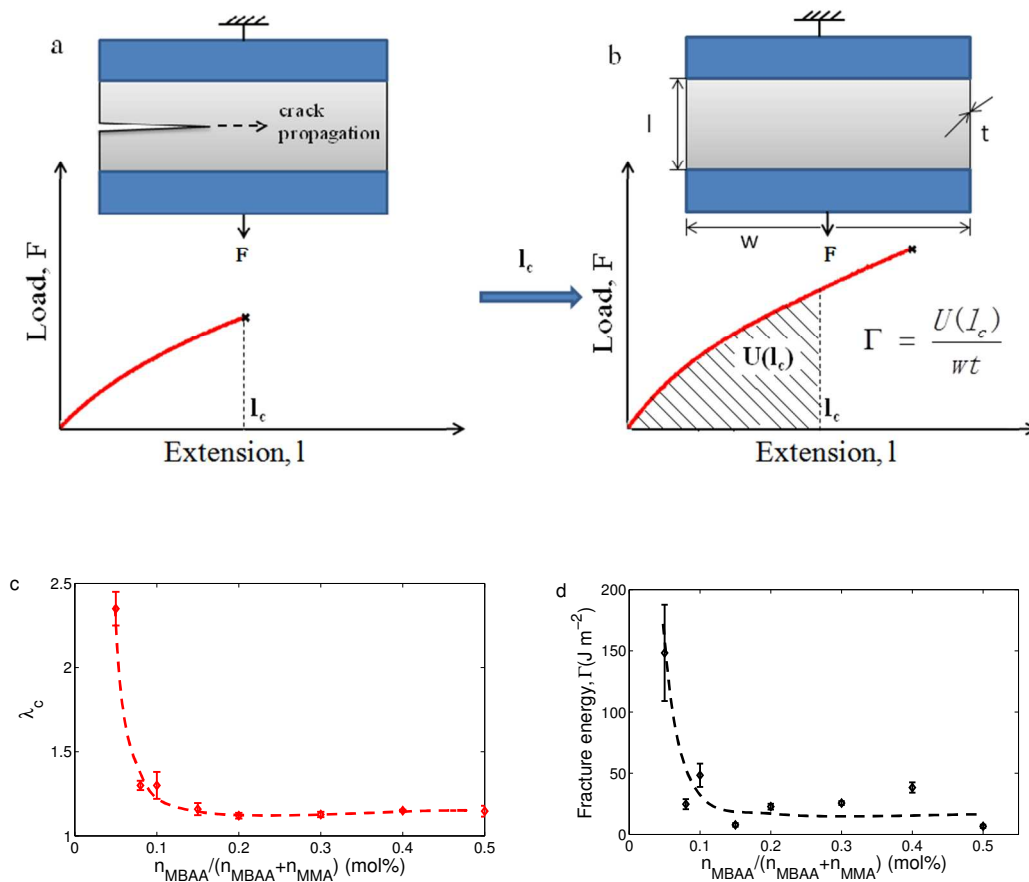 a
crack
propagation
F
Load, F
l_c
Extension, l
l_c
b
l
t
w
F
Load, F
U(l_c)
Γ = U(l_c) / wt
l_c
Extension, l
c
2.5
2
1.5
1
λ_c
0 0.1 0.2 0.3 0.4 0.5
n_MBAA/(n_MBAA+n_MMA) (mol%)
d
200
150
100
50
0
Fracture energy, Γ(J m⁻²)
0 0.1 0.2 0.3 0.4 0.5
n_MBAA/(n_MBAA+n_MMA) (mol%)